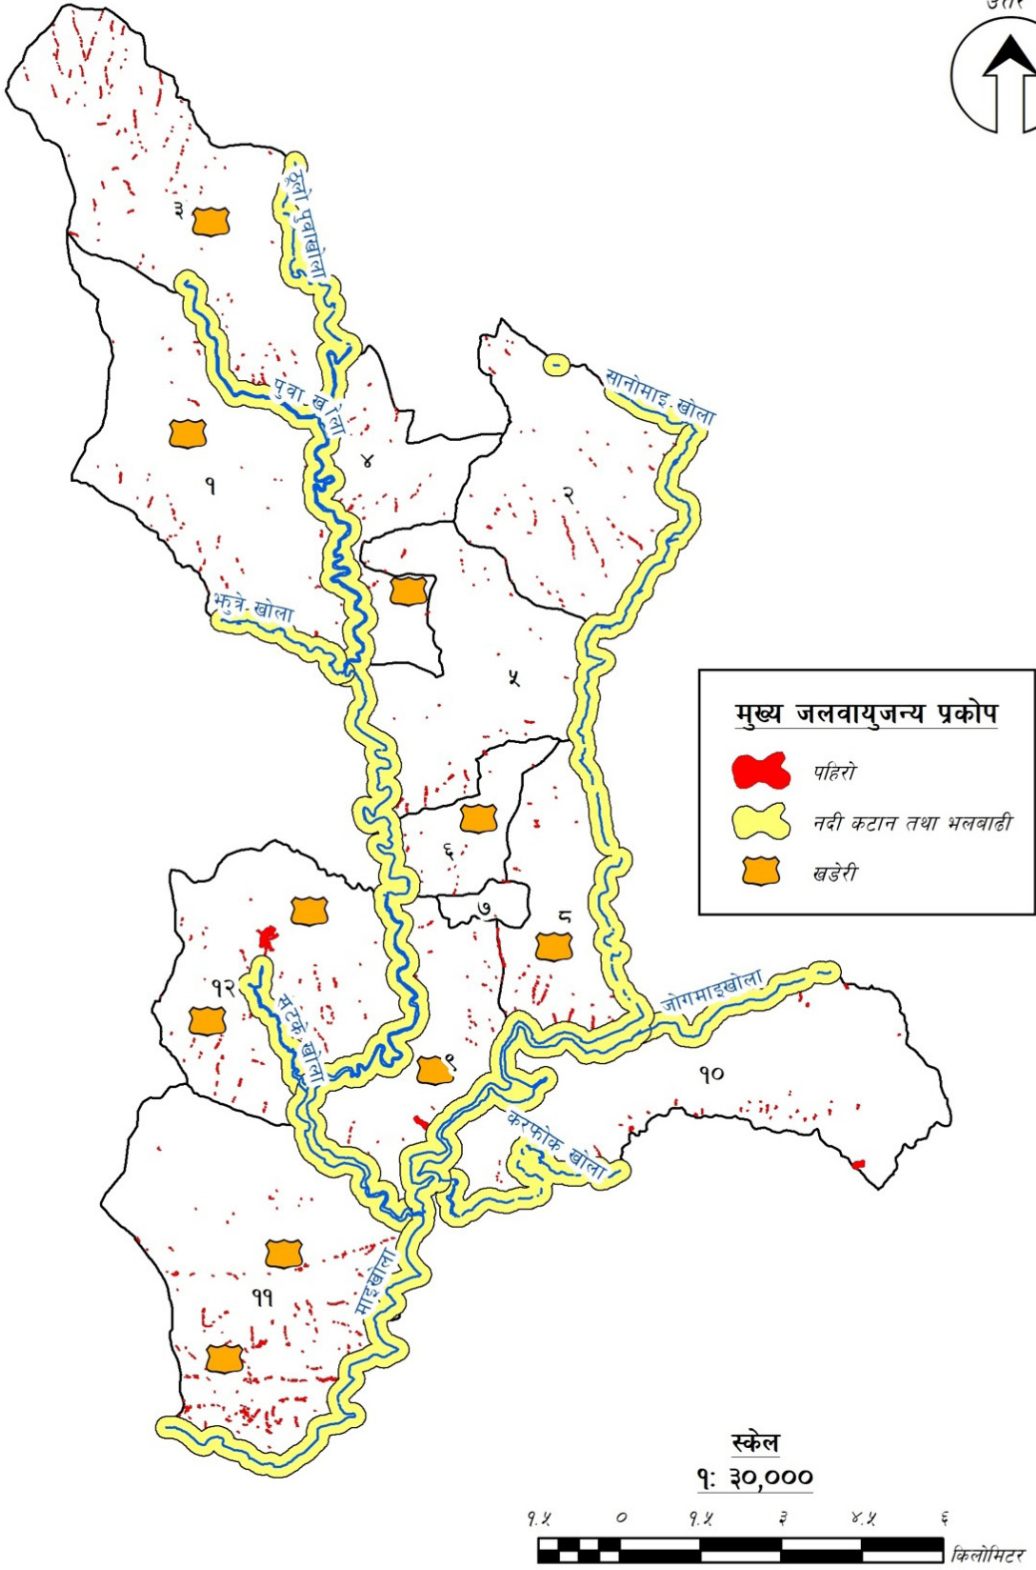 उत्तर
ठूलो पुवाखोला
३
सानोमाइ खोला
पुवा खोला
४
१
२
झुत्रे खोला
५
मुख्य जलवायुजन्य प्रकोप
पहिरो
नदी कटान तथा भलबाढी
खडेरी
६
७
८
जोगमाइखोला
१२
सटके खोला
९
१०
करफोक खोला
माइखोला
११
स्केल
१: ३०,०००
१.५ ० १.५ ३ ४.५ ६
किलोमिटर